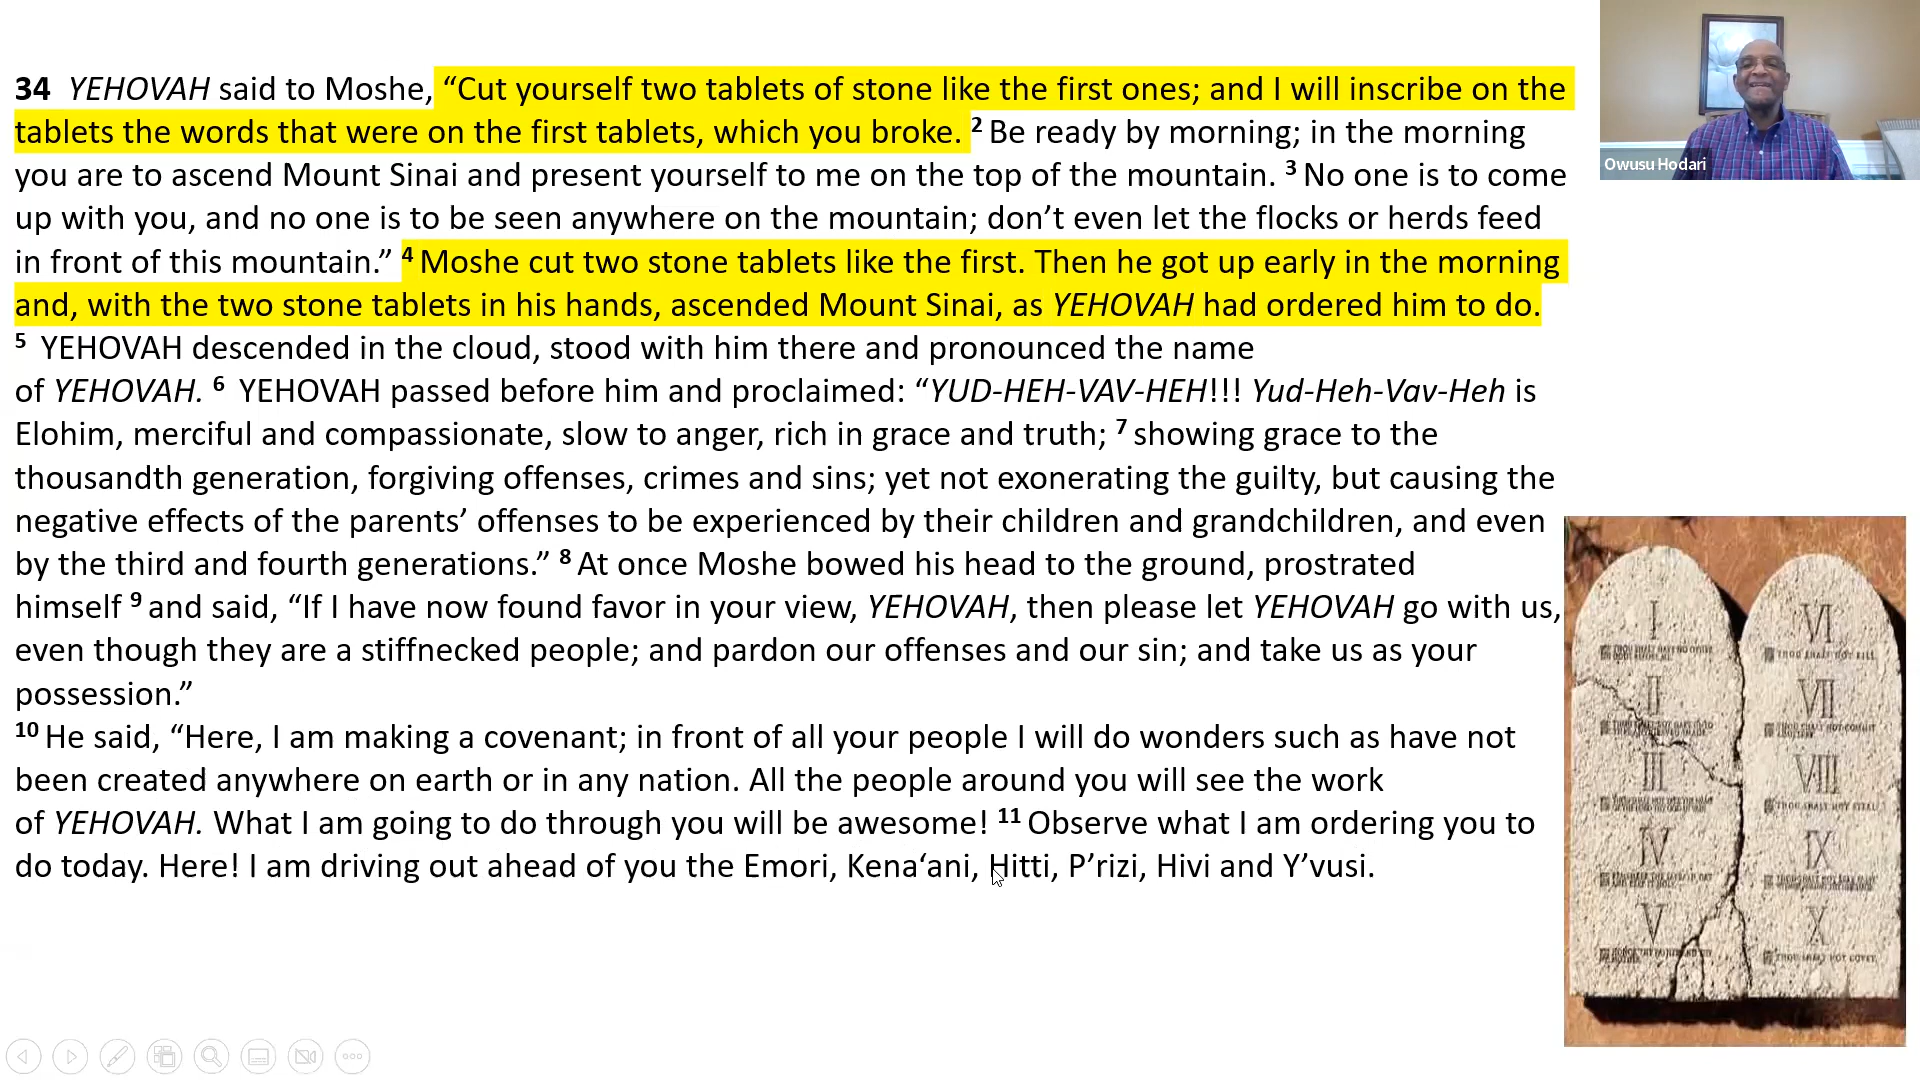 34 YEHOVAH said to Moshe, “Cut yourself two tablets of stone like the first ones; and I will inscribe on the
tablets the words that were on the first tablets, which you broke. 2 Be ready by morning; in the morning
you are to ascend Mount Sinai and present yourself to me on the top of the mountain. 3 No one is to come
up with you, and no one is to be seen anywhere on the mountain; don’t even let the flocks or herds feed
in front of this mountain.” 4 Moshe cut two stone tablets like the first. Then he got up early in the morning
and, with the two stone tablets in his hands, ascended Mount Sinai, as YEHOVAH had ordered him to do.
5 YEHOVAH descended in the cloud, stood with him there and pronounced the name
of YEHOVAH. 6 YEHOVAH passed before him and proclaimed: “YUD-HEH-VAV-HEH!!! Yud-Heh-Vav-Heh is
Elohim, merciful and compassionate, slow to anger, rich in grace and truth; 7 showing grace to the
thousandth generation, forgiving offenses, crimes and sins; yet not exonerating the guilty, but causing the
negative effects of the parents’ offenses to be experienced by their children and grandchildren, and even
by the third and fourth generations.” 8 At once Moshe bowed his head to the ground, prostrated
himself 9 and said, “If I have now found favor in your view, YEHOVAH, then please let YEHOVAH go with us,
even though they are a stiffnecked people; and pardon our offenses and our sin; and take us as your
possession.”
10 He said, “Here, I am making a covenant; in front of all your people I will do wonders such as have not
been created anywhere on earth or in any nation. All the people around you will see the work
of YEHOVAH. What I am going to do through you will be awesome! 11 Observe what I am ordering you to
do today. Here! I am driving out ahead of you the Emori, Kena‘ani, Hitti, P’rizi, Hivi and Y’vusi.
Owusu Hodari
I
II
III
IV
V
VI
THOU SHALT NOT KILL
VII
THOU SHALT NOT COMMIT
VIII
THOU SHALT NOT STEAL
IX
X
THOU SHALT NOT COVET